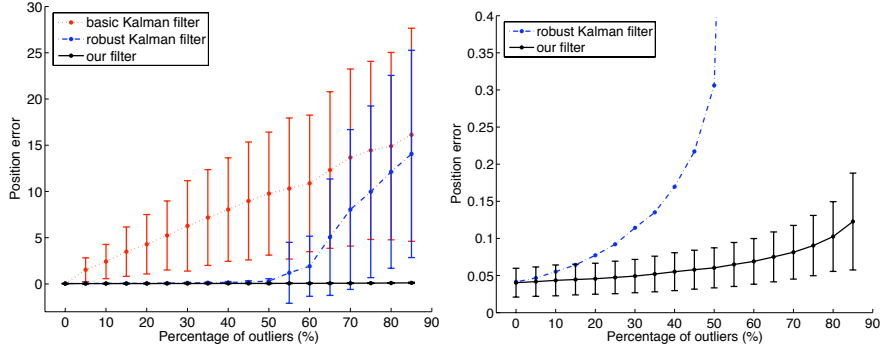 basic Kalman filter
robust Kalman filter
our filter
30
25
20
15
10
5
0
Position error
0 10 20 30 40 50 60 70 80 90
Percentage of outliers (%)
robust Kalman filter
our filter
0.4
0.35
0.3
0.25
0.2
0.15
0.1
0.05
0
Position error
0 10 20 30 40 50 60 70 80 90
Percentage of outliers (%)